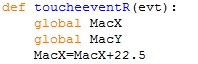 def toucheeventR(evt):
    global MacX
    global MacY
    MacX=MacX+22.5